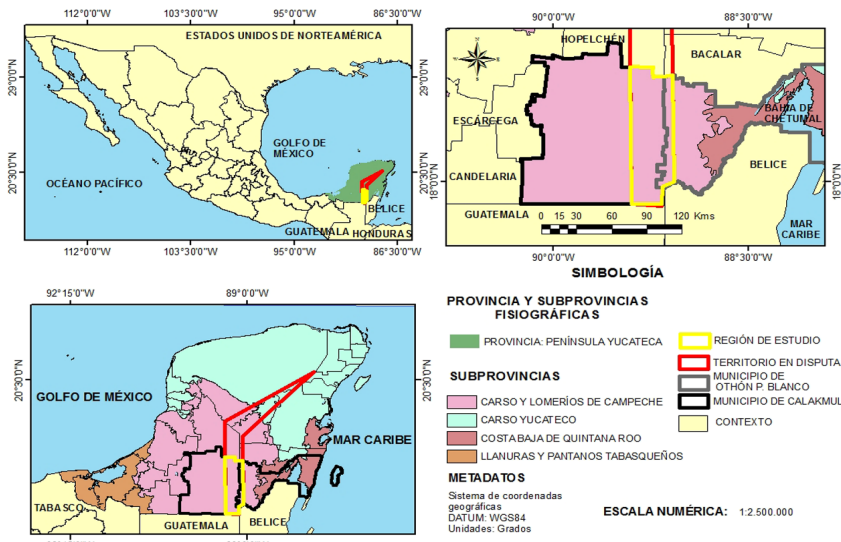 112°0'0"W 103°30'0"W 95°0'0"W 86°30'0"W
ESTADOS UNIDOS DE NORTEAMÉRICA
29°0'0"N
GOLFO DE
MÉXICO
20°30'0"N
20°30'0"N
OCÉANO PACÍFICO
BELICE
GUATEMALA
HONDURAS
112°0'0"W 103°30'0"W 95°0'0"W 86°30'0"W
90°0'0"W 88°30'0"W
HOPELCHÉN
BACALAR
ESCÁRCEGA
BAHIA DE
CHETUMAL
BELICE
CANDELARIA
18°0'0"N
18°0'0"N
GUATEMALA
0 15 30 60 90 120 Kms
MAR
CARIBE
90°0'0"W 88°30'0"W
92°15'0"W 89°0'0"W
20°30'0"N
20°30'0"N
GOLFO DE MÉXICO
MAR CARIBE
TABASCO
GUATEMALA
BELICE
SIMBOLOGÍA
PROVINCIA Y SUBPROVINCIAS
FISIOGRÁFICAS
PROVINCIA: PENÍNSULA YUCATECA
SUBPROVINCIAS
CARSO Y LOMERÍOS DE CAMPECHE
CARSO YUCATECO
COSTA BAJA DE QUINTANA ROO
LLANURAS Y PANTANOS TABASQUEÑOS
REGIÓN DE ESTUDIO
TERRITORIO EN DISPUTA
MUNICIPIO DE
OTHÓN P. BLANCO
MUNICIPIO DE CALAKMUL
CONTEXTO
METADATOS
Sistema de coordenadas
geográficas
DATUM: WGS84
Unidades: Grados
ESCALA NUMÉRICA: 1:2.500.000